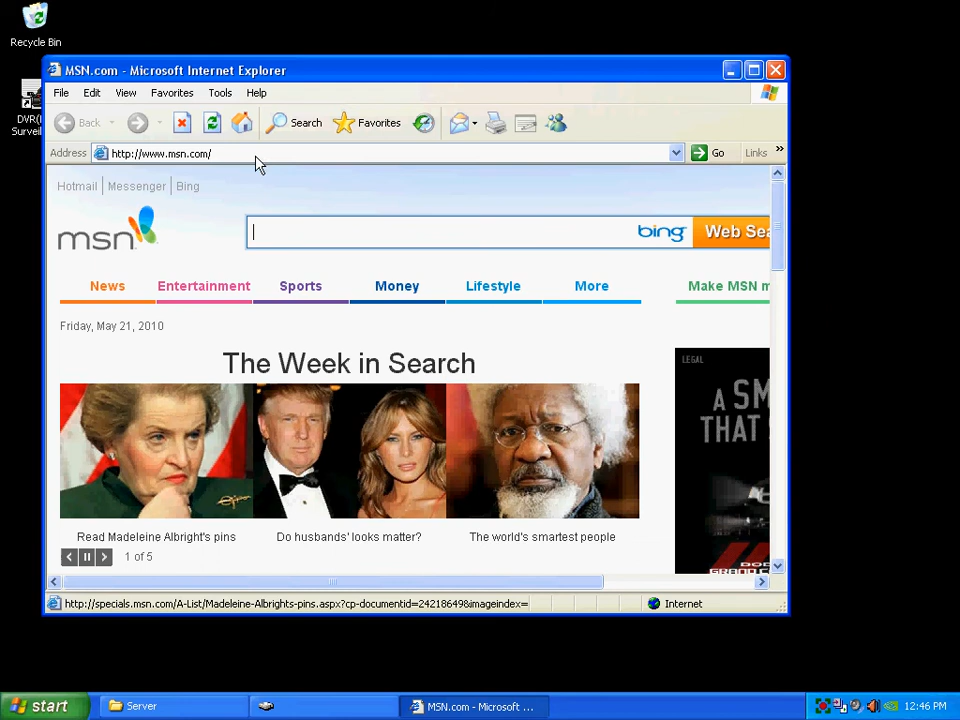 Recycle Bin
DVR(
Surveil
MSN.com - Microsoft Internet Explorer
File Edit View Favorites Tools Help
Back Search Favorites
Address http://www.msn.com/ Go Links »
Hotmail Messenger Bing
msn bing Web Sea
News Entertainment Sports Money Lifestyle More Make MSN m
Friday, May 21, 2010
The Week in Search
LEGAL
A SM
THAT
Read Madeleine Albright's pins
Do husbands' looks matter?
The world's smartest people
1 of 5
DO
GRAND C
http://specials.msn.com/A-List/Madeleine-Albrights-pins.aspx?cp-documentid=24218649&imageindex= Internet
start Server MSN.com - Microsoft ... 12:46 PM